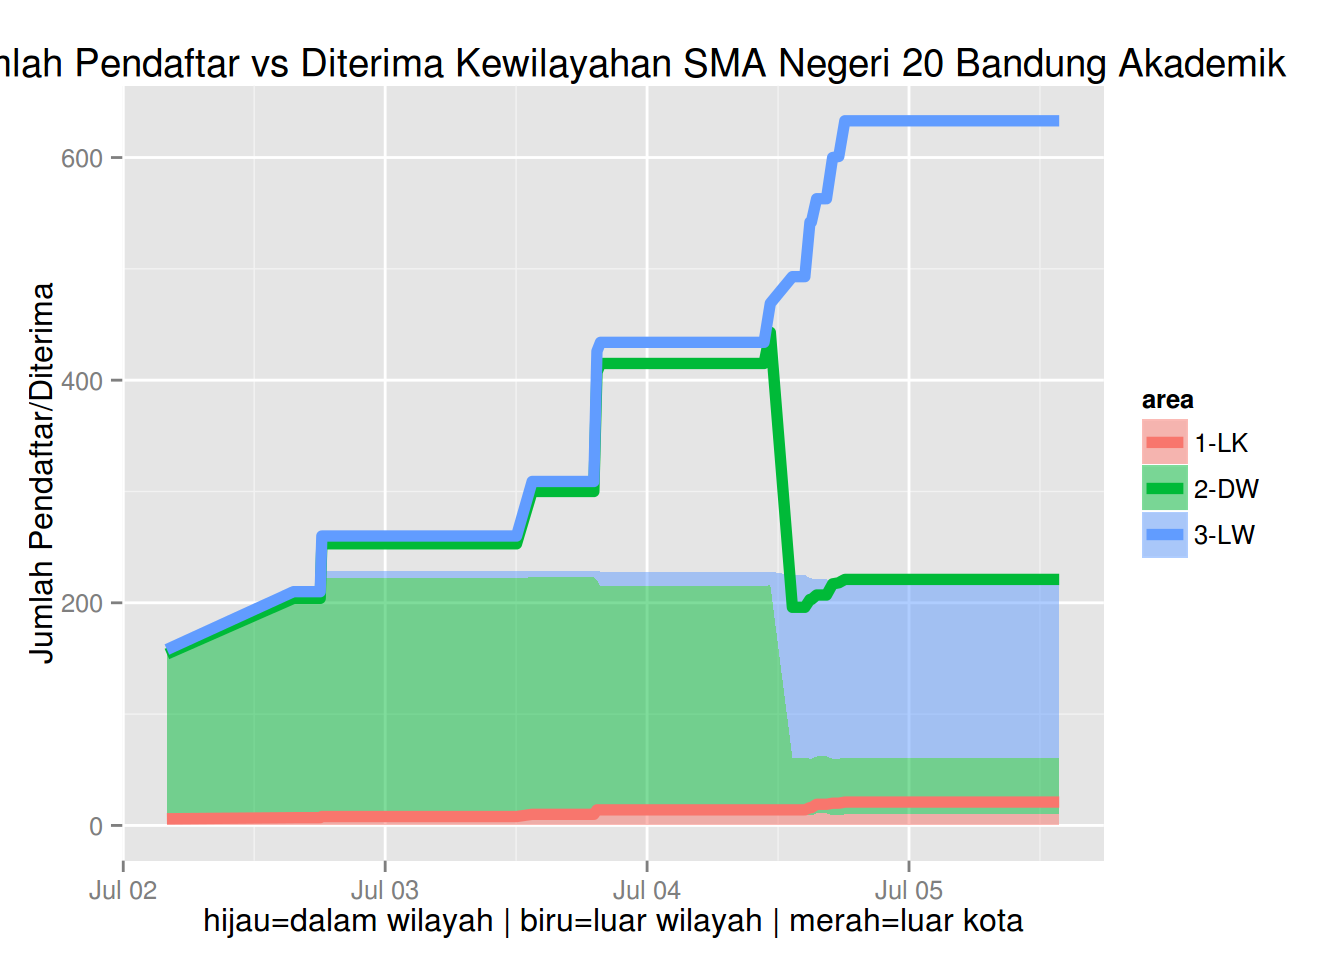 mlah Pendaftar vs Diterima Kewilayahan SMA Negeri 20 Bandung Akademik
Jumlah Pendaftar/Diterima
600
400
200
0
Jul 02 Jul 03 Jul 04 Jul 05
hijau=dalam wilayah | biru=luar wilayah | merah=luar kota
area
1-LK
2-DW
3-LW